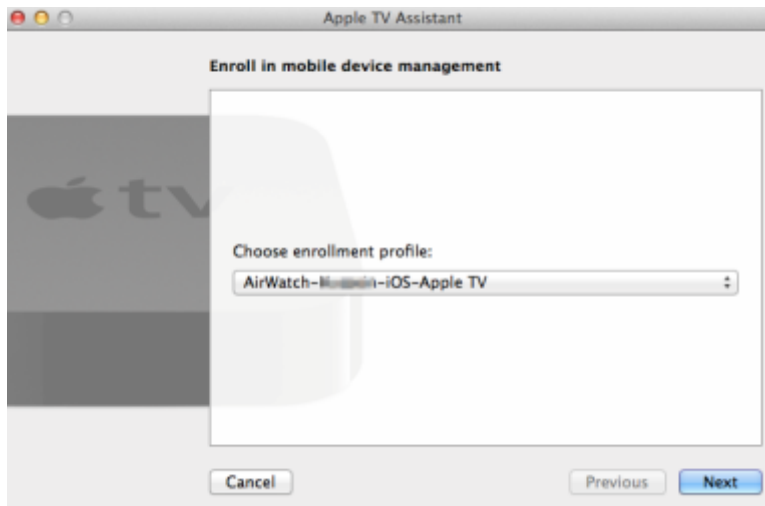 Apple TV Assistant
Enroll in mobile device management
tv
Choose enrollment profile:
AirWatch- -iOS-Apple TV
Cancel
Previous
Next